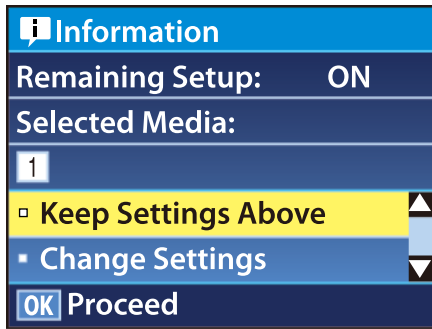 Information
Remaining Setup: ON
Selected Media:
1
Keep Settings Above
Change Settings
OK Proceed